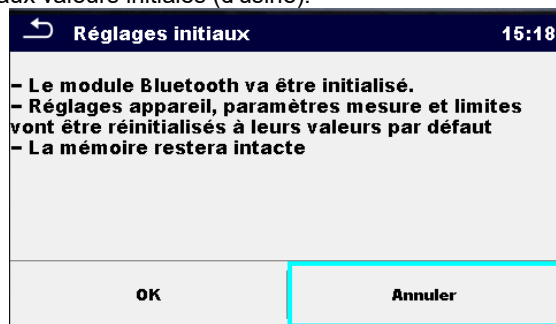 aux valeurs initiales (d'usine).
Réglages initiaux 15:18
– Le module Bluetooth va être initialisé.
– Réglages appareil, paramètres mesure et limites
vont être réinitialisés à leurs valeurs par défaut
– La mémoire restera intacte
OK Annuler